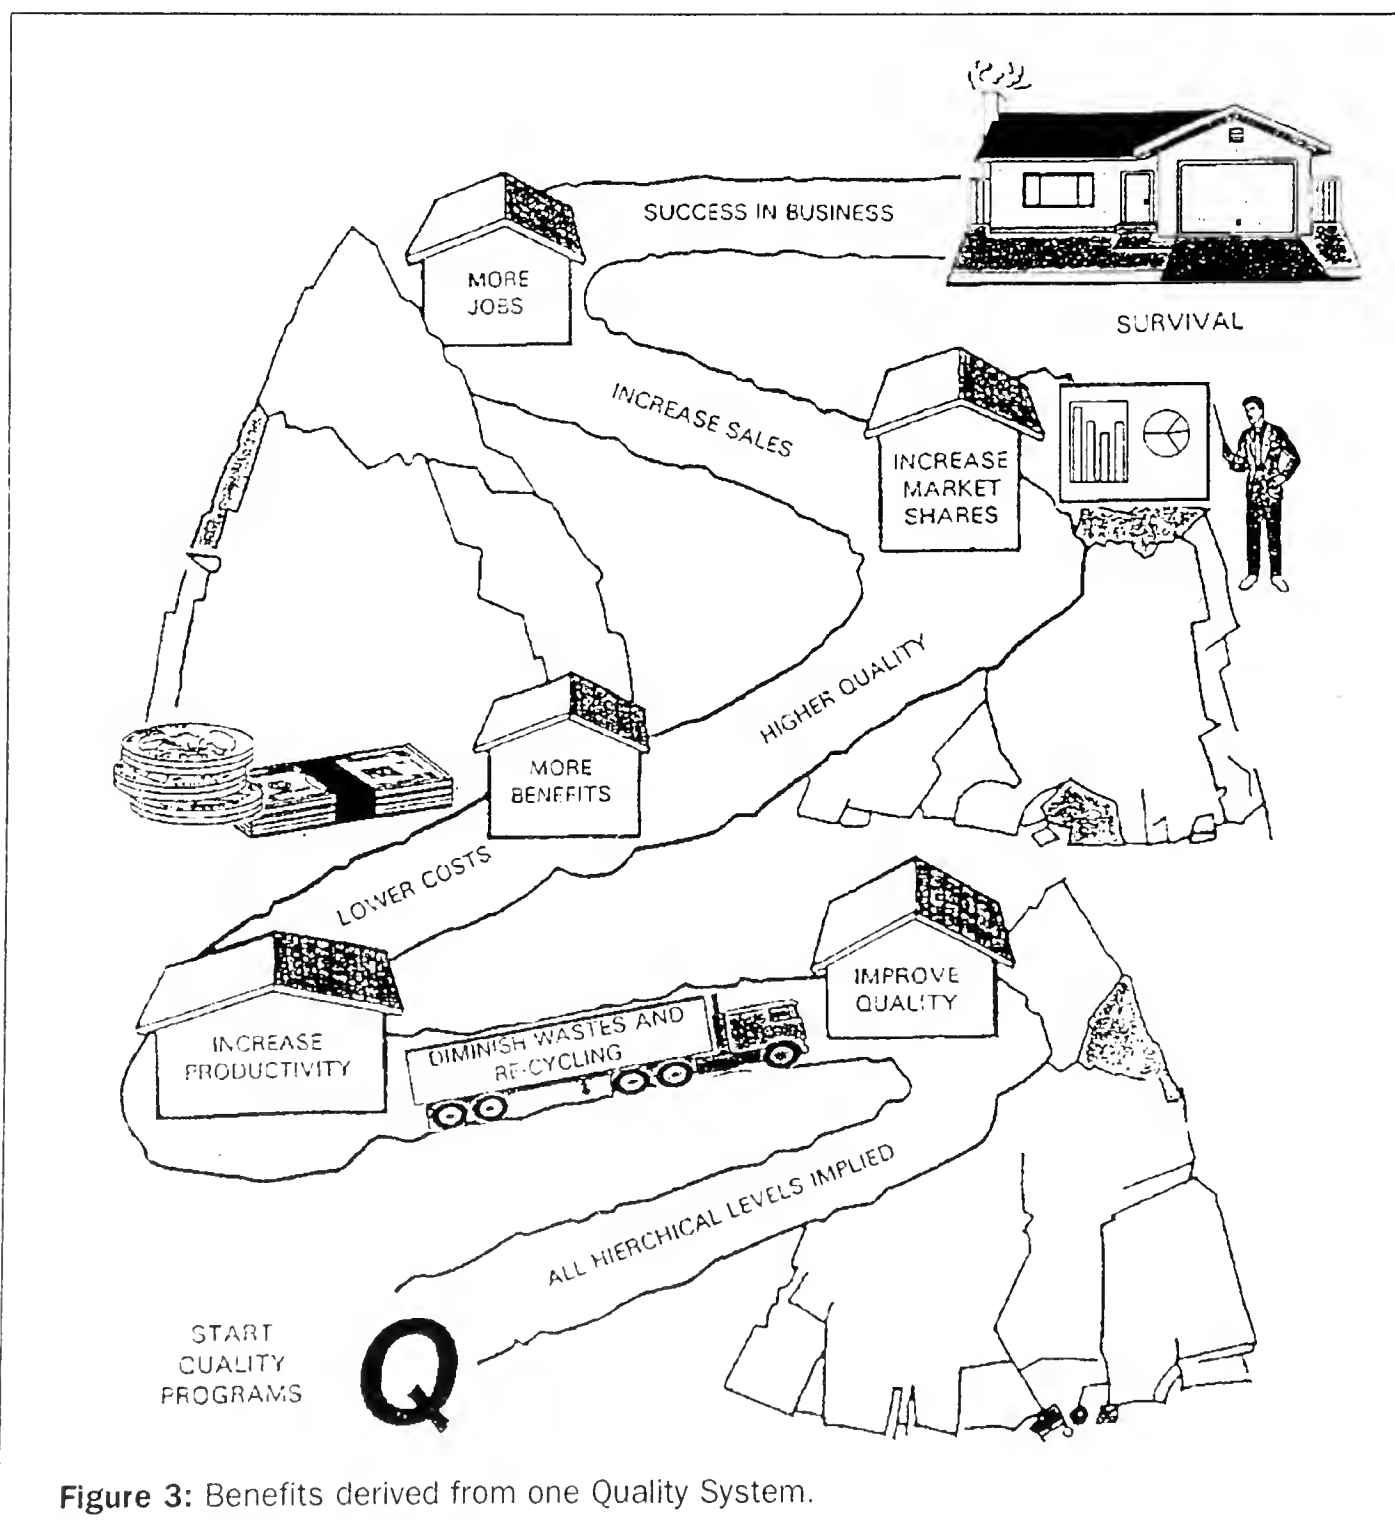 SUCCESS IN BUSINESS
MORE
JOBS
SURVIVAL
INCREASE SALES
INCREASE
MARKET
SHARES
HIGHER QUALITY
MORE
BENEFITS
LOWER COSTS
IMPROVE
QUALITY
INCREASE
PRODUCTIVITY
DIMINISH WASTES AND
RE-CYCLING
ALL HIERCHICAL LEVELS IMPLIED
START
QUALITY
PROGRAMS
Q
Figure 3: Benefits derived from one Quality System.